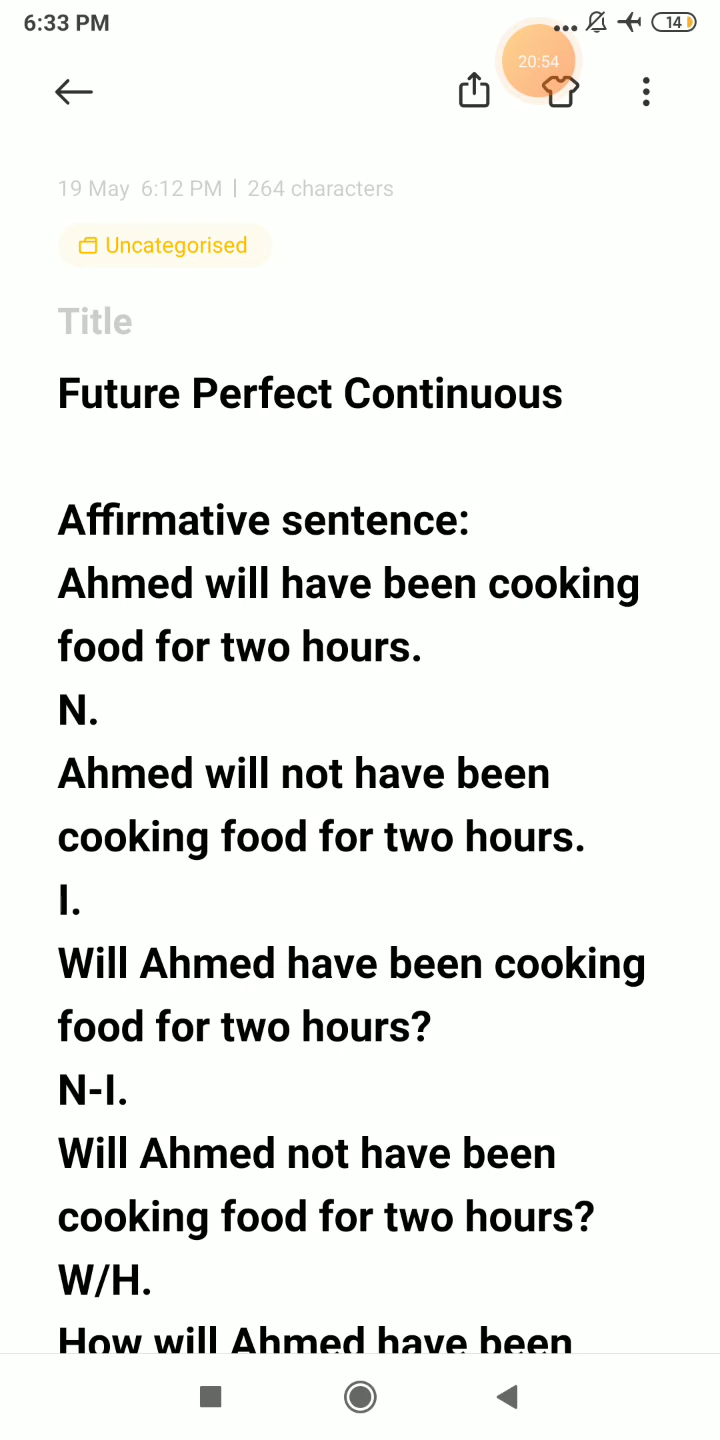 6:33 PM
14
20:54
19 May 6:12 PM | 264 characters
Uncategorised
Title
Future Perfect Continuous
Affirmative sentence:
Ahmed will have been cooking
food for two hours.
N.
Ahmed will not have been
cooking food for two hours.
I.
Will Ahmed have been cooking
food for two hours?
N-I.
Will Ahmed not have been
cooking food for two hours?
W/H.
How will Ahmed have been